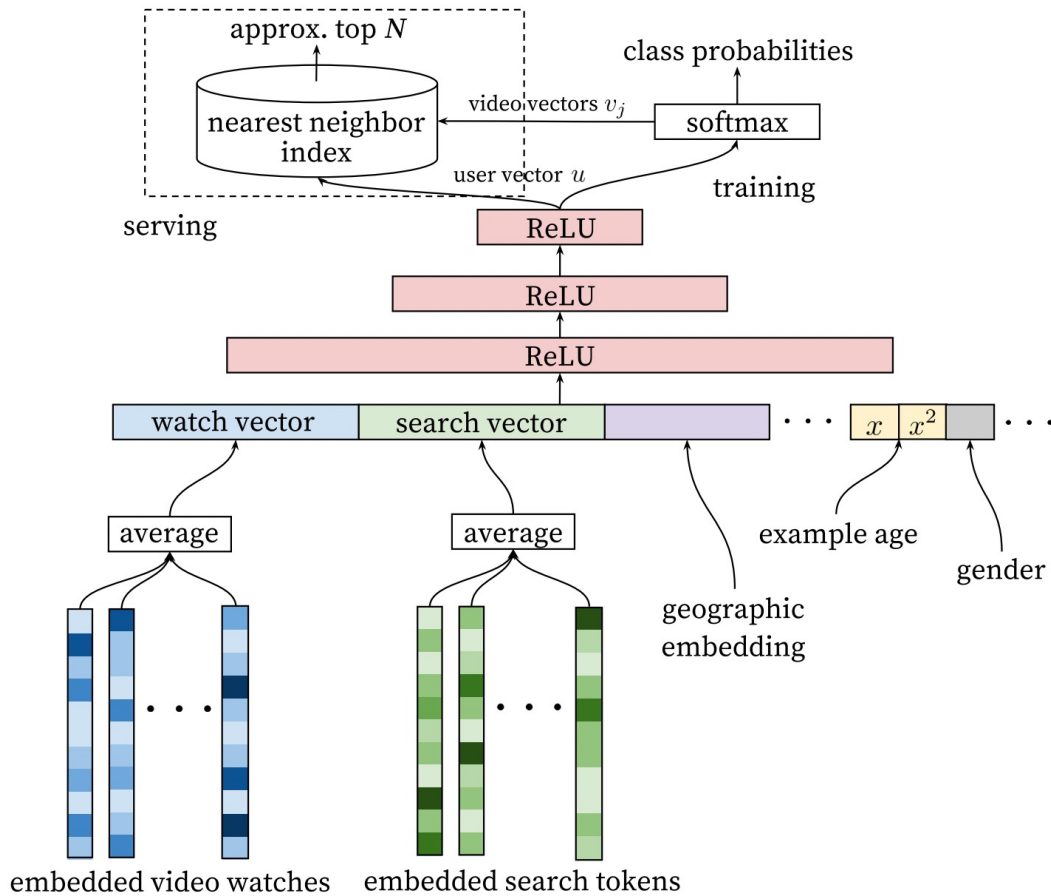 approx. top N
class probabilities
nearest neighbor
index
video vectors v_j
softmax
user vector u
training
serving
ReLU
ReLU
ReLU
watch vector
search vector
. . .
x
x²
. . .
average
average
example age
gender
geographic
embedding
. . .
. . .
embedded video watches
embedded search tokens